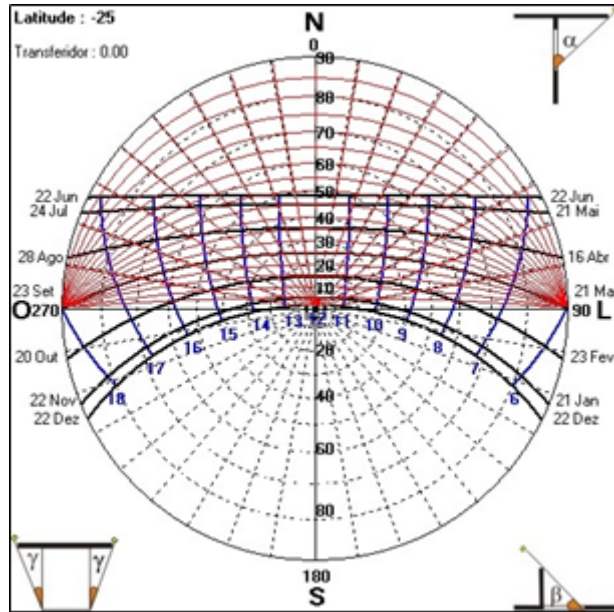 Latitude : -25
Transferidor : 0.00
N
0
90
80
70
60
50
40
30
20
10
22 Jun
24 Jul
28 Ago
23 Set
O 270
20 Out
22 Nov
22 Dez
22 Jun
21 Mai
16 Abr
21 Ma
90 L
23 Fev
21 Jan
22 Dez
18 17 16 15 14 13 12 11 10 9 8 7 6
20
40
60
80
180
S
α
γ γ
β